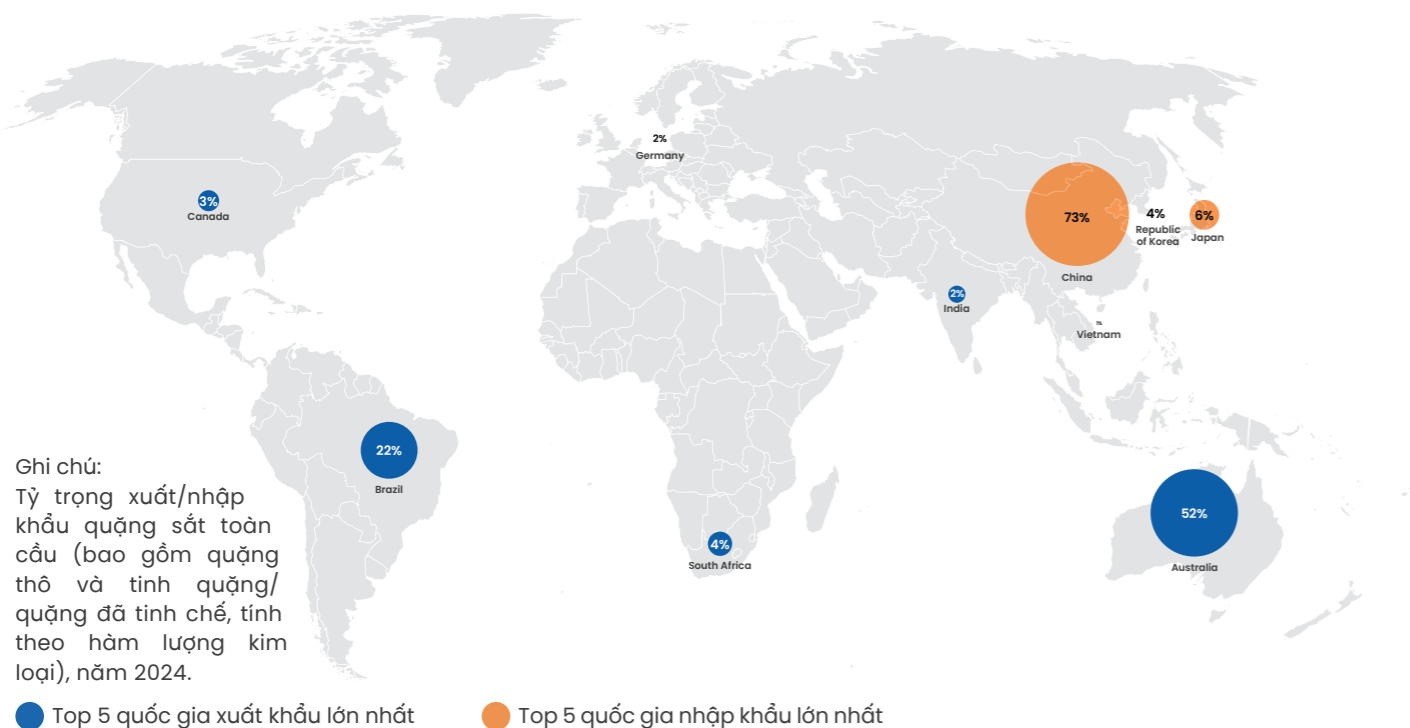 2%
Germany
3%
Canada
73%
China
4%
Republic
of Korea
6%
Japan
2%
India
Vietnam
22%
Brazil
52%
Australia
4%
South Africa
Ghi chú:
Tỷ trọng xuất/nhập
khẩu quặng sắt toàn
cầu (bao gồm quặng
thô và tinh quặng/
quặng đã tinh chế, tính
theo hàm lượng kim
loại), năm 2024.
Top 5 quốc gia xuất khẩu lớn nhất
Top 5 quốc gia nhập khẩu lớn nhất